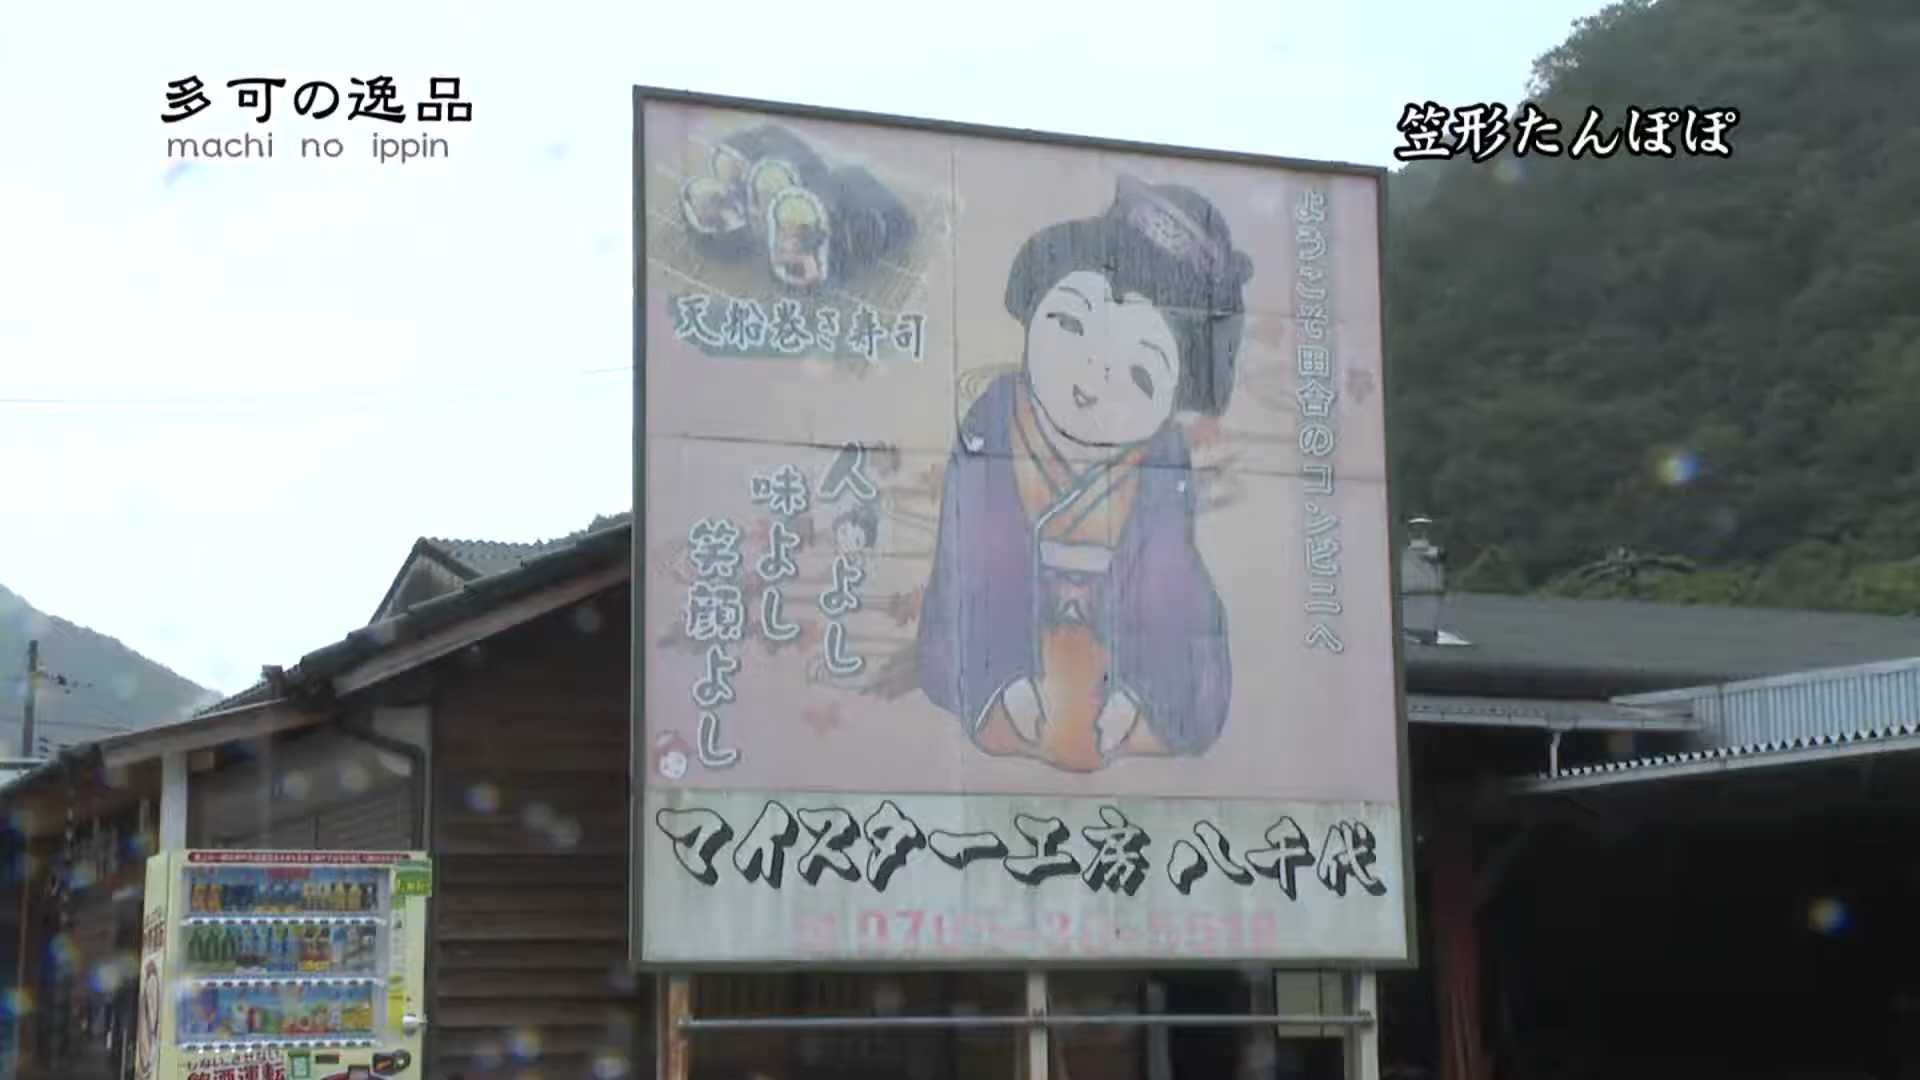 多可の逸品
machi no ippin
笠形たんぽぽ
ようこそ田舎のコンビニへ
天船巻き寿司
人よし
味よし
笑顔よし
マイスター工房 八千代